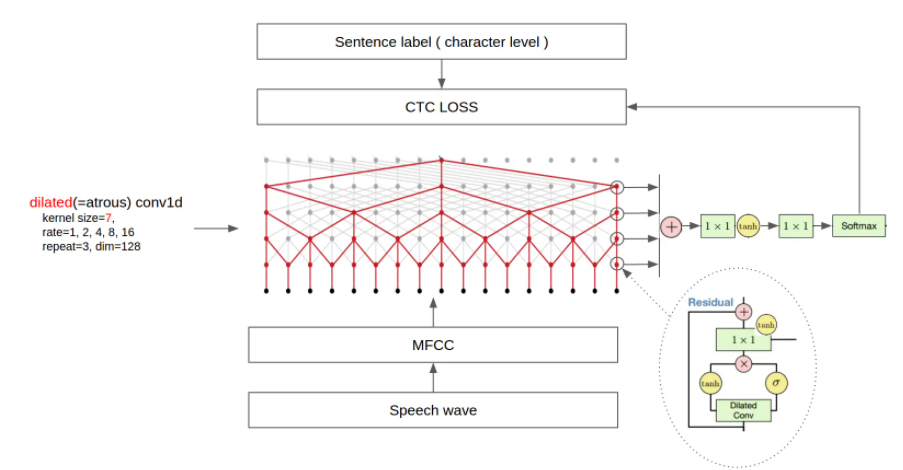 Sentence label ( character level )
CTC LOSS
dilated(=atrous) conv1d
kernel size=7,
rate=1, 2, 4, 8, 16
repeat=3, dim=128
+
1 × 1
tanh
1 × 1
Softmax
Residual
+
tanh
1 × 1
×
tanh
σ
Dilated
Conv
MFCC
Speech wave